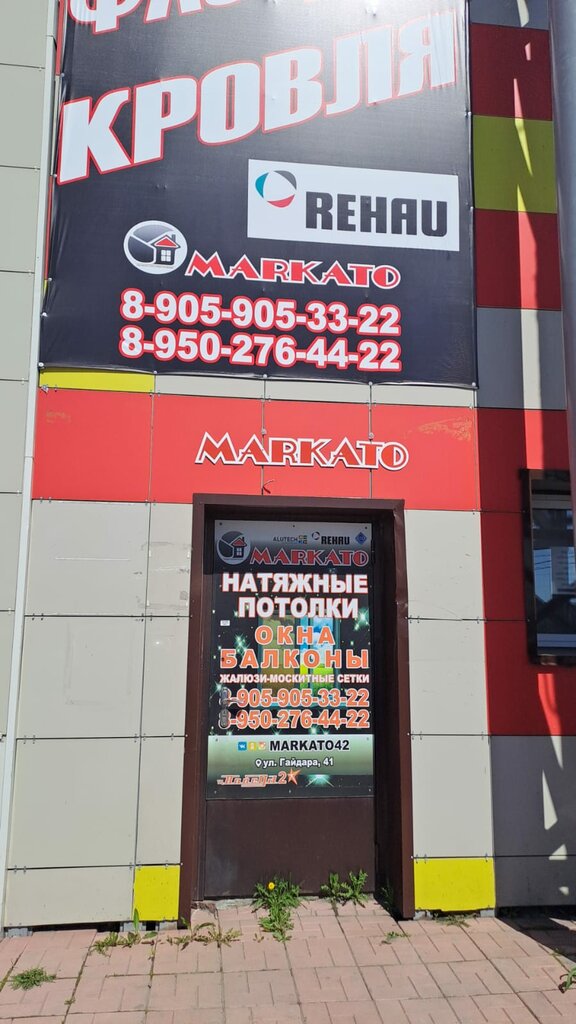 КРОВЛЯ
REHAU
MARKATO
8-905-905-33-22
8-950-276-44-22
MARKATO
ALUTECH REHAU
MARKATO
НАТЯЖНЫЕ
ПОТОЛКИ
ОКНА
БАЛКОНЫ
ЖАЛЮЗИ-МОСКИТНЫЕ СЕТКИ
8-905-905-33-22
8-950-276-44-22
MARKATO42
ул. Гайдара, 41